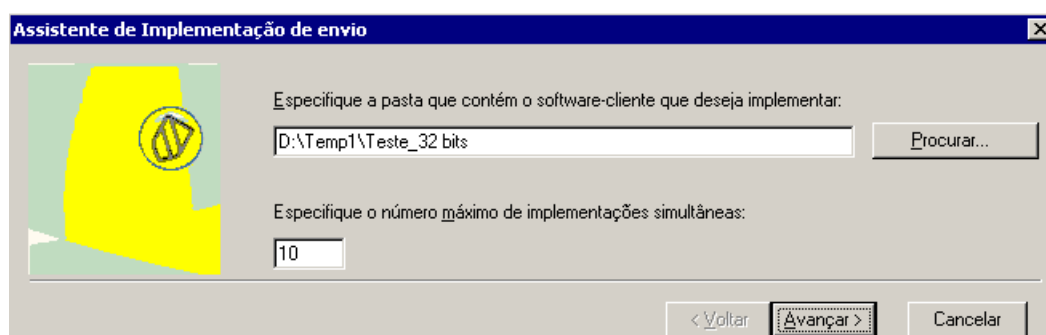 Assistente de Implementação de envio
Especifique a pasta que contém o software-cliente que deseja implementar:
D:\Temp1\Teste_32 bits
Procurar...
Especifique o número máximo de implementações simultâneas:
10
< Voltar
Avançar >
Cancelar